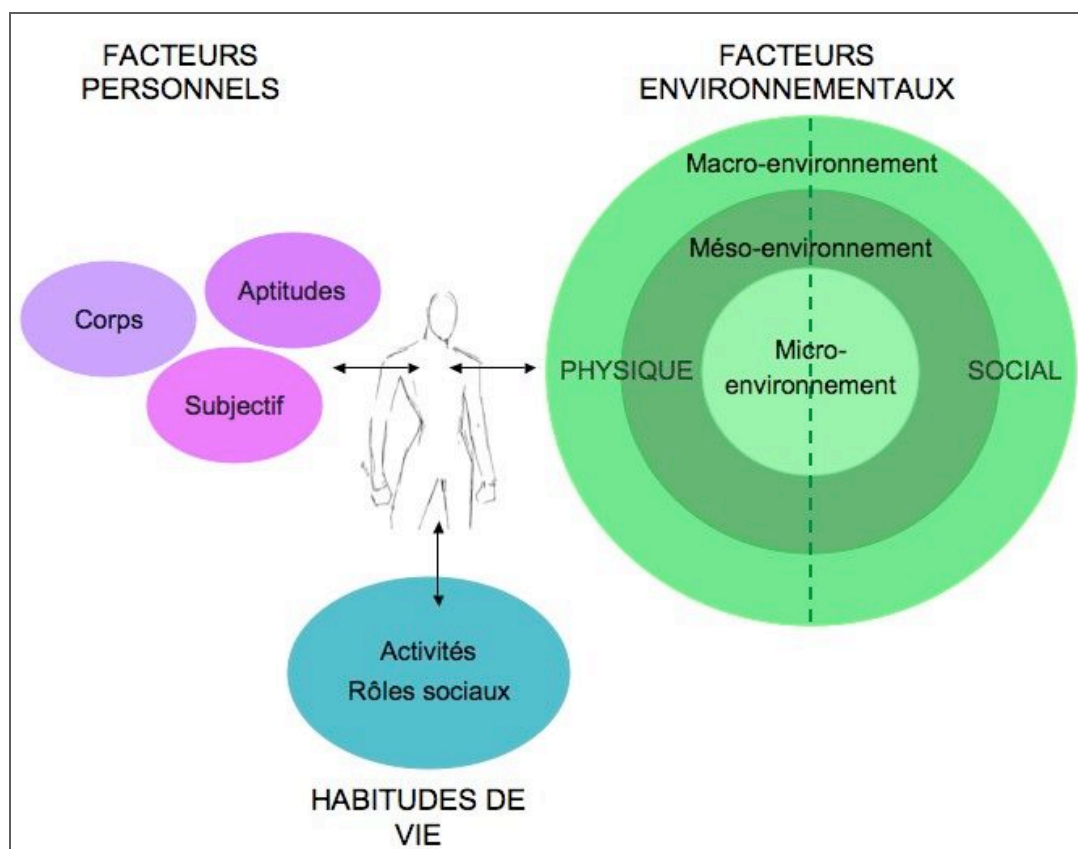 FACTEURS
PERSONNELS
FACTEURS
ENVIRONNEMENTAUX
Macro-environnement
Méso-environnement
Aptitudes
Corps
Subjectif
PHYSIQUE
Micro-
environnement
SOCIAL
Activités
Rôles sociaux
HABITUDES DE
VIE